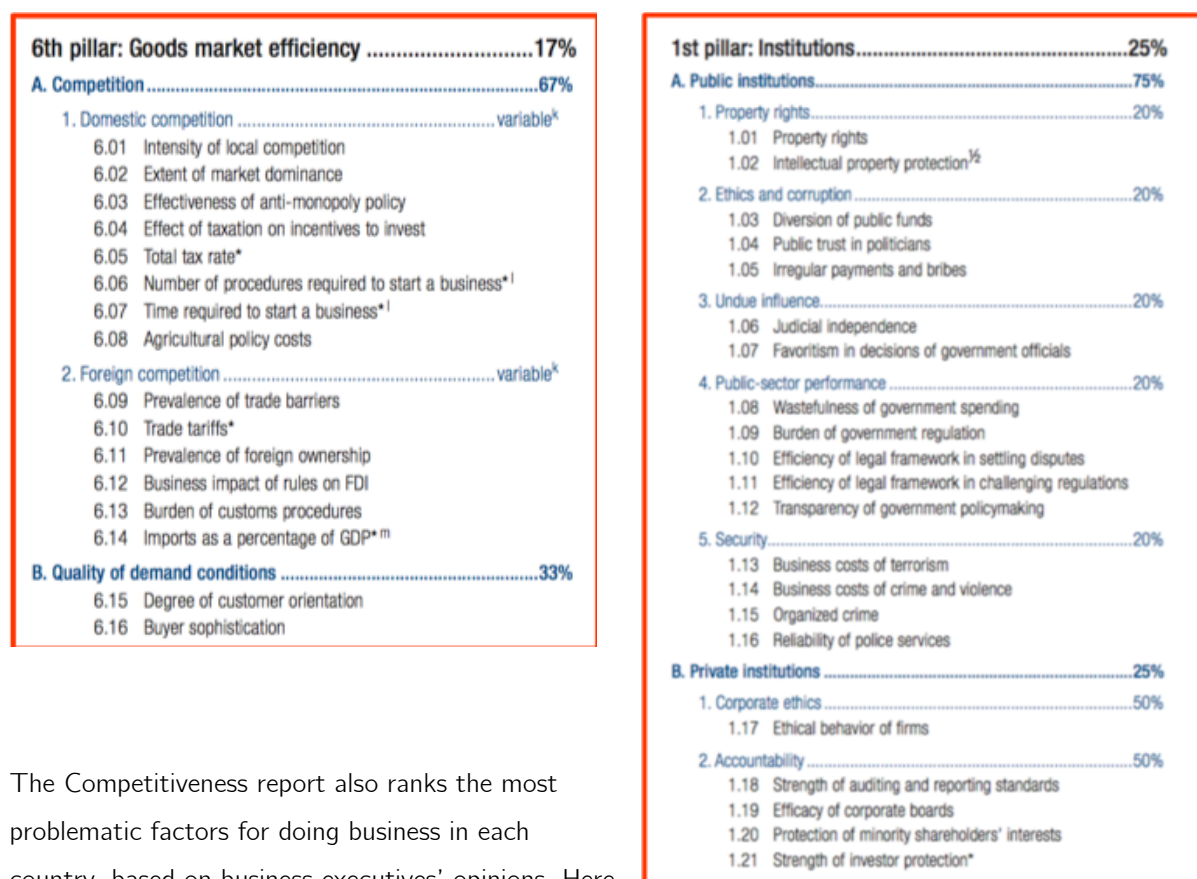 6th pillar: Goods market efficiency ............................17%
A. Competition ..........................................................................67%
1. Domestic competition .................................................. variableᵏ
6.01 Intensity of local competition
6.02 Extent of market dominance
6.03 Effectiveness of anti-monopoly policy
6.04 Effect of taxation on incentives to invest
6.05 Total tax rate*
6.06 Number of procedures required to start a business*ˡ
6.07 Time required to start a business*ˡ
6.08 Agricultural policy costs
2. Foreign competition ..................................................... variableᵏ
6.09 Prevalence of trade barriers
6.10 Trade tariffs*
6.11 Prevalence of foreign ownership
6.12 Business impact of rules on FDI
6.13 Burden of customs procedures
6.14 Imports as a percentage of GDP*ᵐ
B. Quality of demand conditions ................................................33%
6.15 Degree of customer orientation
6.16 Buyer sophistication
The Competitiveness report also ranks the most
problematic factors for doing business in each
country, based on business executives' opinions. Here
1st pillar: Institutions..............................................25%
A. Public institutions............................................................75%
1. Property rights.............................................................20%
1.01 Property rights
1.02 Intellectual property protection½
2. Ethics and corruption ....................................................20%
1.03 Diversion of public funds
1.04 Public trust in politicians
1.05 Irregular payments and bribes
3. Undue influence............................................................20%
1.06 Judicial independence
1.07 Favoritism in decisions of government officials
4. Public-sector performance ..............................................20%
1.08 Wastefulness of government spending
1.09 Burden of government regulation
1.10 Efficiency of legal framework in settling disputes
1.11 Efficiency of legal framework in challenging regulations
1.12 Transparency of government policymaking
5. Security......................................................................20%
1.13 Business costs of terrorism
1.14 Business costs of crime and violence
1.15 Organized crime
1.16 Reliability of police services
B. Private institutions ..........................................................25%
1. Corporate ethics ..........................................................50%
1.17 Ethical behavior of firms
2. Accountability .............................................................50%
1.18 Strength of auditing and reporting standards
1.19 Efficacy of corporate boards
1.20 Protection of minority shareholders' interests
1.21 Strength of investor protection*